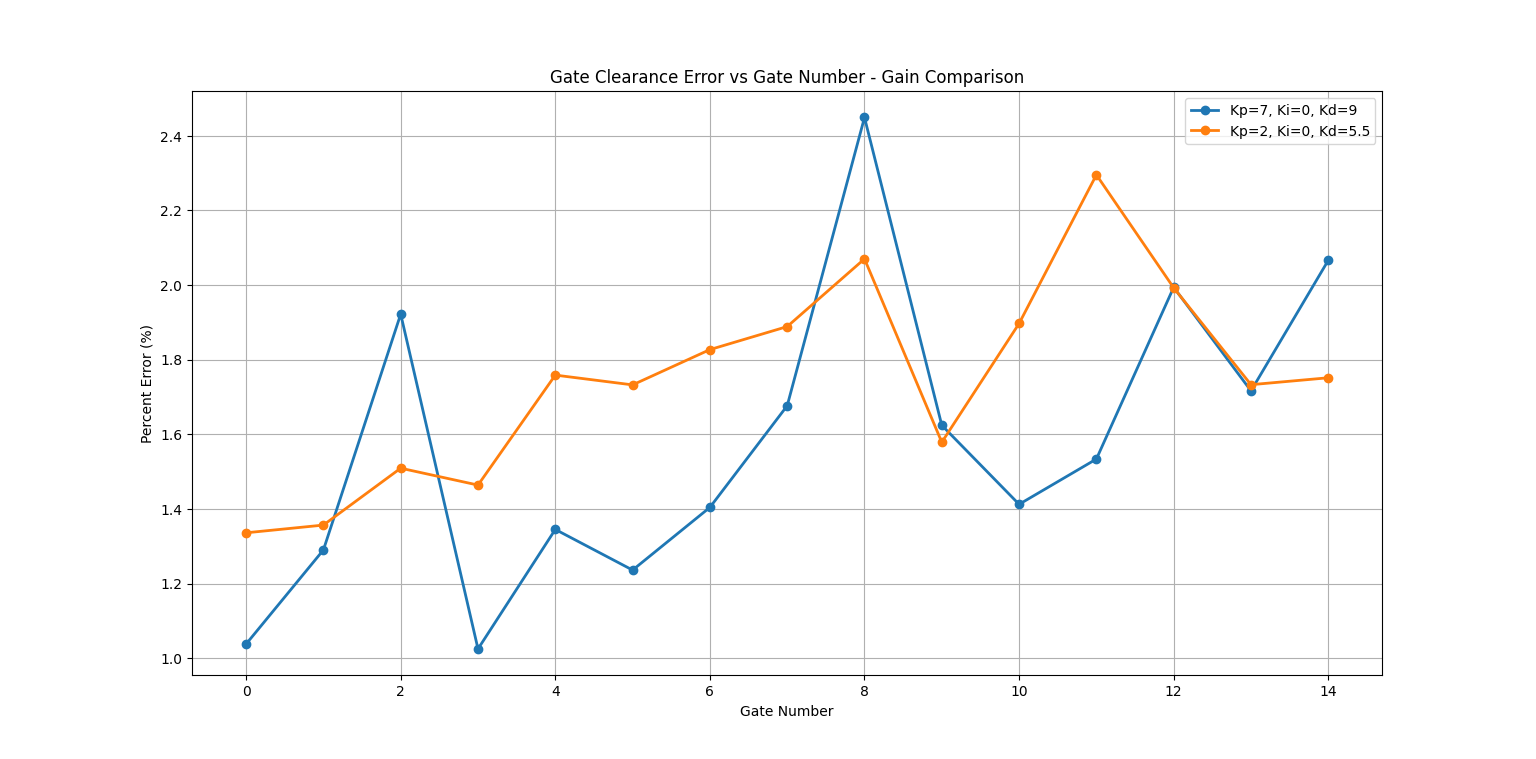 Gate Clearance Error vs Gate Number - Gain Comparison
Kp=7, Ki=0, Kd=9
Kp=2, Ki=0, Kd=5.5
Percent Error (%)
2.4
2.2
2.0
1.8
1.6
1.4
1.2
1.0
0 2 4 6 8 10 12 14
Gate Number